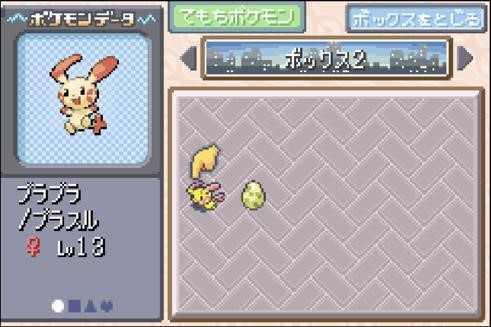 ポケモンデータ
てもちポケモン
ボックスをとじる
ボックス2
プラプラ
/プラスル
♀ Lv13